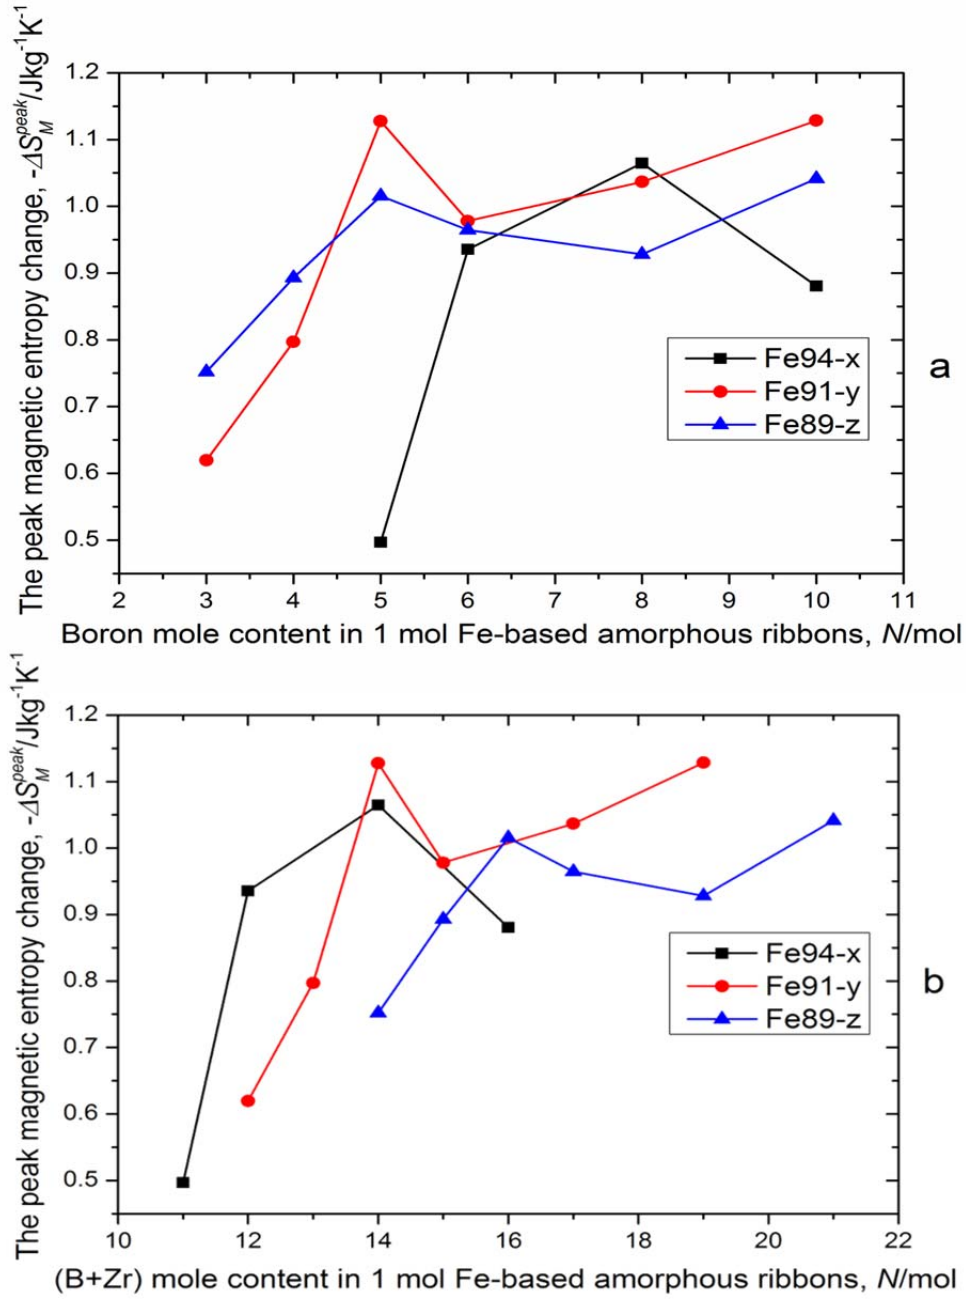 The peak magnetic entropy change, -ΔS_M^peak/Jkg^-1K^-1
1.2
1.1
1.0
0.9
0.8
0.7
0.6
0.5
Fe94-x
Fe91-y
Fe89-z
a
2 3 4 5 6 7 8 9 10 11
Boron mole content in 1 mol Fe-based amorphous ribbons, N/mol
The peak magnetic entropy change, -ΔS_M^peak/Jkg^-1K^-1
1.2
1.1
1.0
0.9
0.8
0.7
0.6
0.5
Fe94-x
Fe91-y
Fe89-z
b
10 12 14 16 18 20 22
(B+Zr) mole content in 1 mol Fe-based amorphous ribbons, N/mol